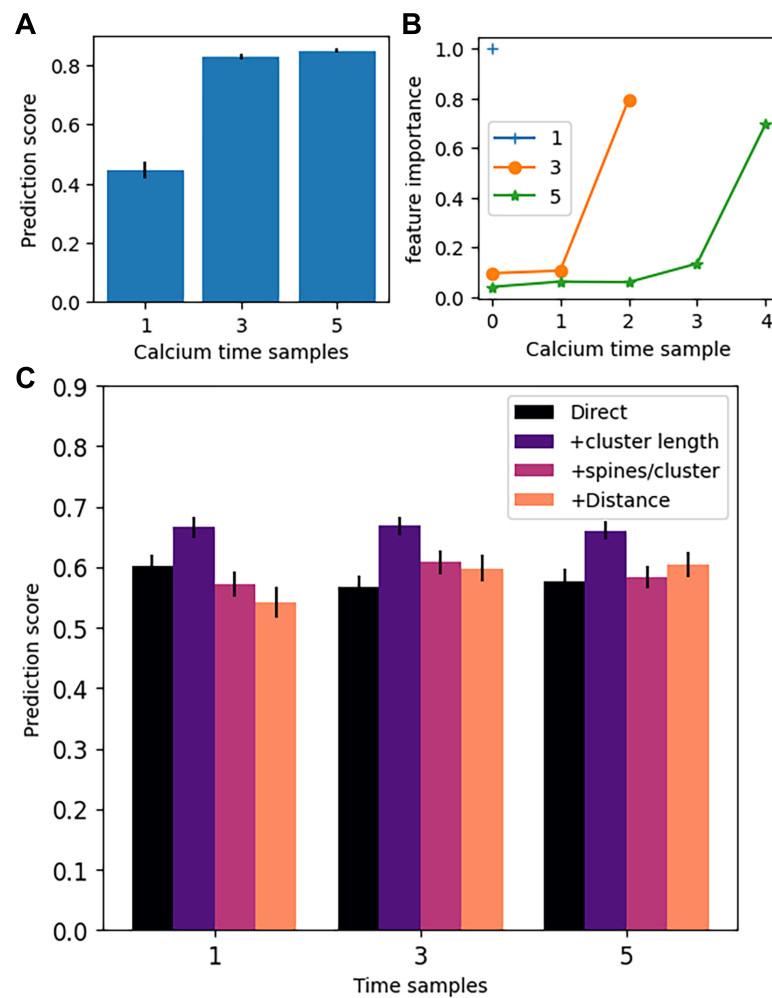 A
Prediction score
0.8
0.6
0.4
0.2
0.0
1 3 5
Calcium time samples
B
feature importance
1.0
0.8
0.6
0.4
0.2
0.0
1
3
5
0 1 2 3 4
Calcium time sample
C
Prediction score
0.9
0.8
0.7
0.6
0.5
0.4
0.3
0.2
0.1
0.0
Direct
+cluster length
+spines/cluster
+Distance
1 3 5
Time samples